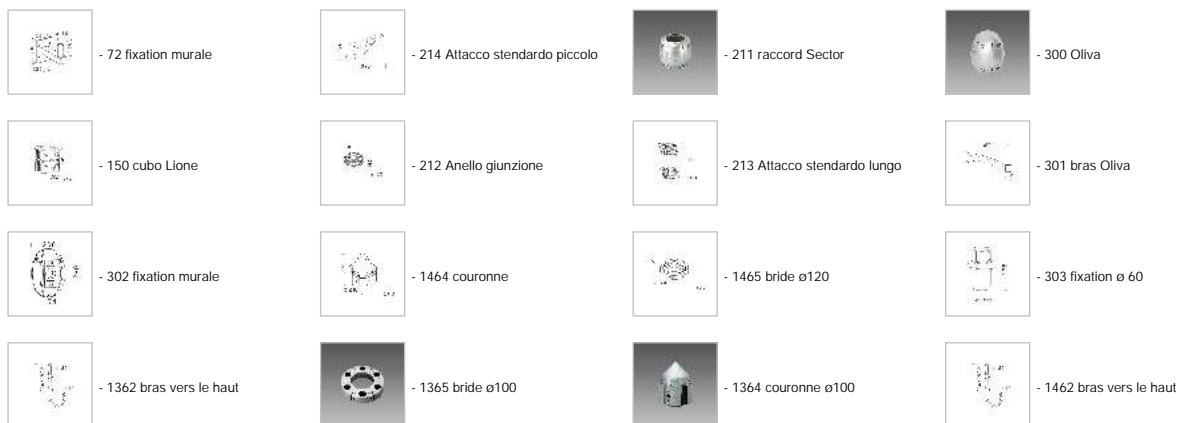 - 72 fixation murale
- 214 Attacco stendardo piccolo
- 211 raccord Sector
- 300 Oliva
- 150 cubo Lione
- 212 Anello giunzione
- 213 Attacco stendardo lungo
- 301 bras Oliva
- 302 fixation murale
- 1464 couronne
- 1465 bride ø120
- 303 fixation ø 60
- 1362 bras vers le haut
- 1365 bride ø100
- 1364 couronne ø100
- 1462 bras vers le haut